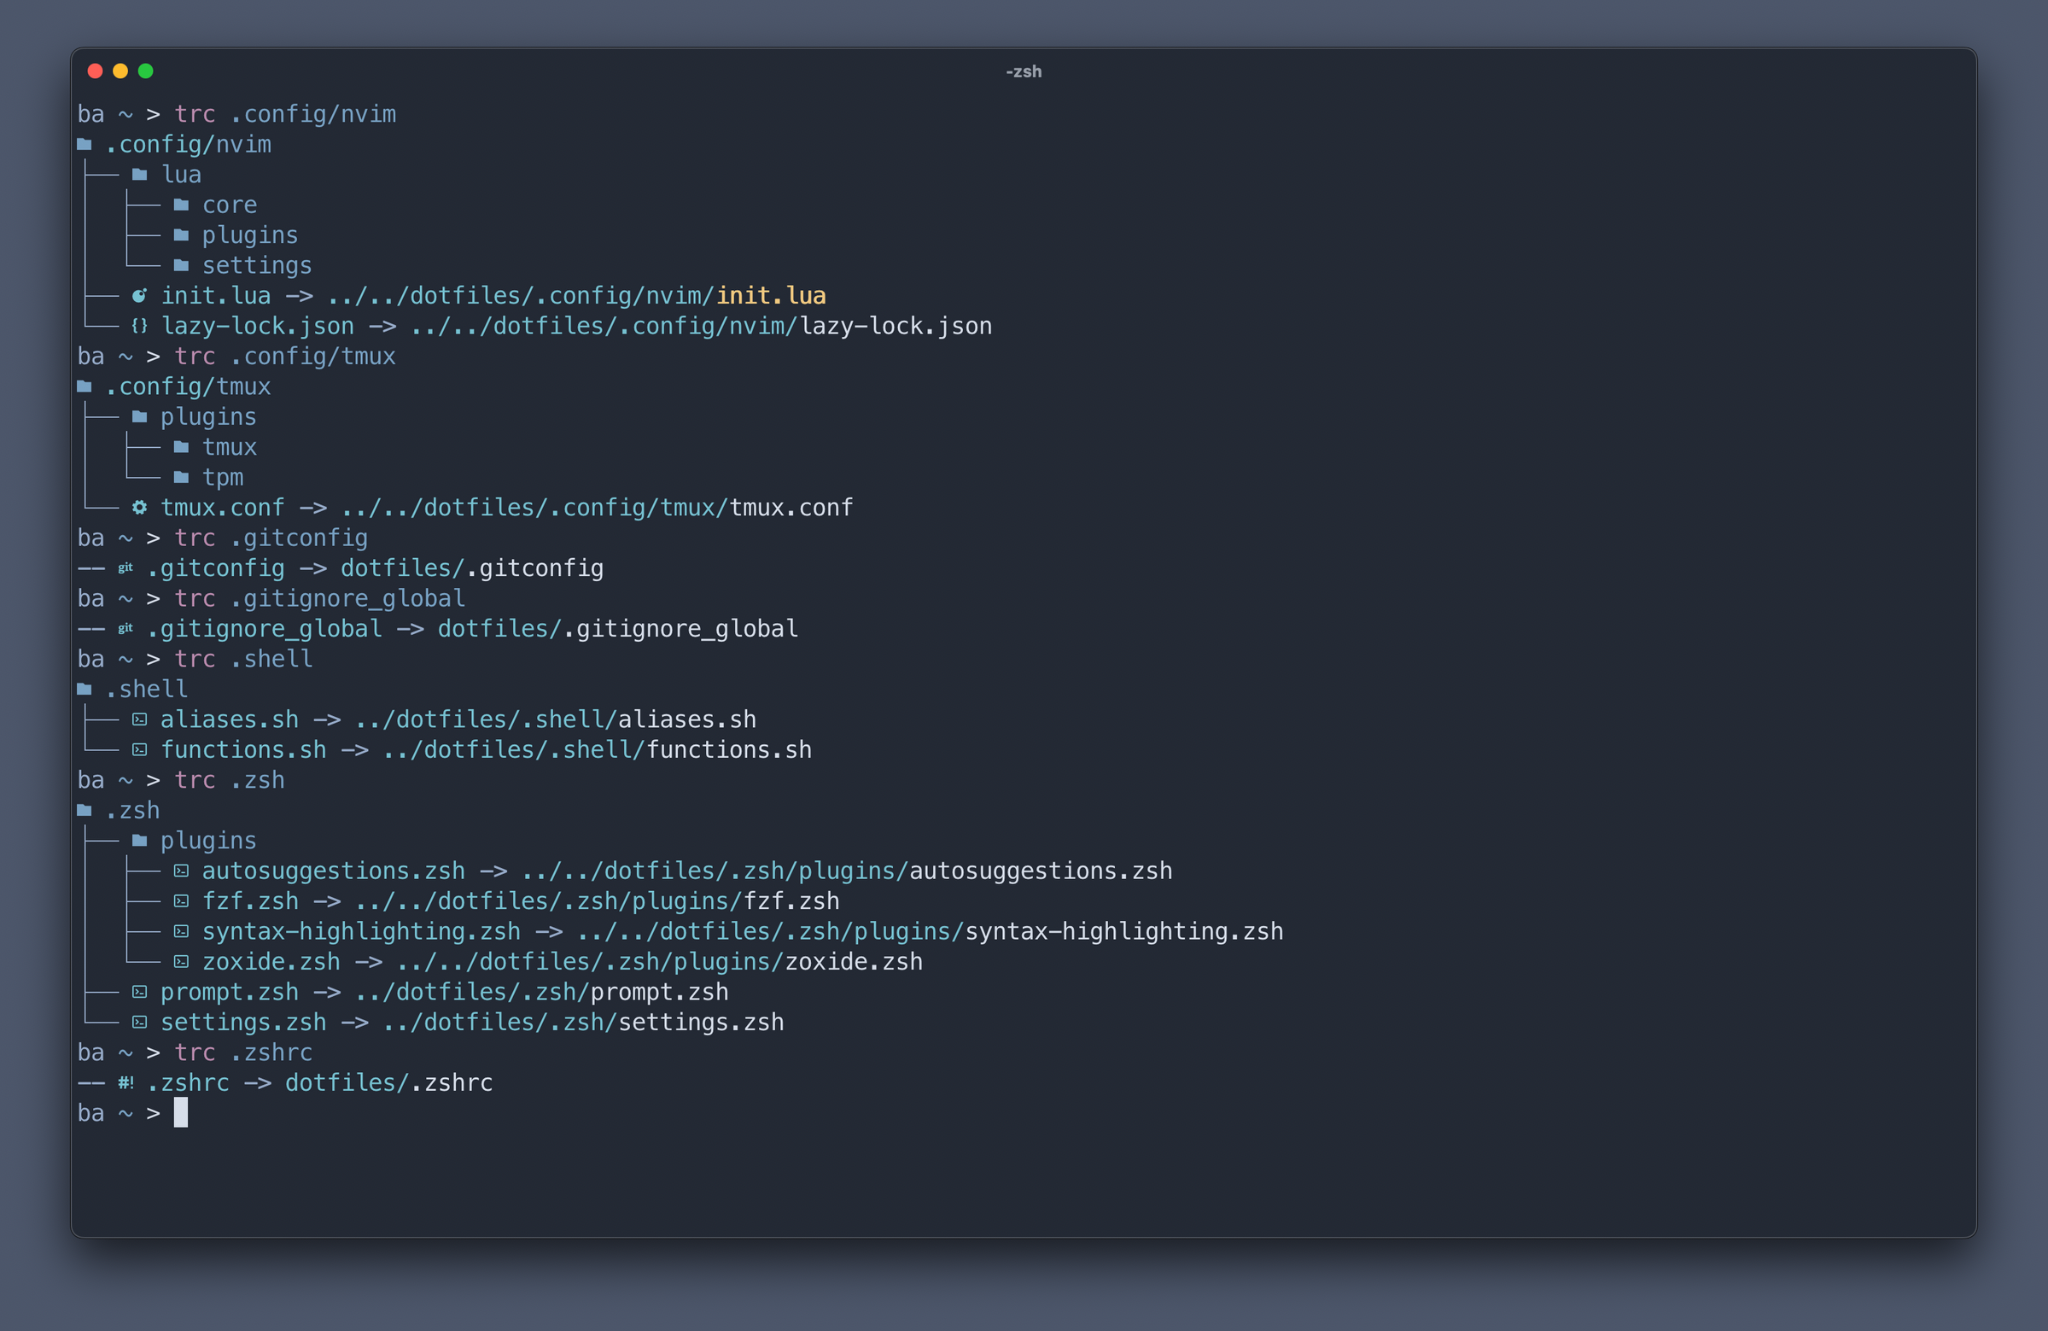 -zsh
ba ~ > trc .config/nvim
.config/nvim
├── lua
│  ├── core
│  ├── plugins
│  └── settings
├── init.lua -> ../../dotfiles/.config/nvim/init.lua
└── {} lazy-lock.json -> ../../dotfiles/.config/nvim/lazy-lock.json
ba ~ > trc .config/tmux
.config/tmux
├── plugins
│  ├── tmux
│  └── tpm
└── tmux.conf -> ../../dotfiles/.config/tmux/tmux.conf
ba ~ > trc .gitconfig
── git .gitconfig -> dotfiles/.gitconfig
ba ~ > trc .gitignore_global
── git .gitignore_global -> dotfiles/.gitignore_global
ba ~ > trc .shell
.shell
├── aliases.sh -> ../dotfiles/.shell/aliases.sh
└── functions.sh -> ../dotfiles/.shell/functions.sh
ba ~ > trc .zsh
.zsh
├── plugins
│  ├── autosuggestions.zsh -> ../../dotfiles/.zsh/plugins/autosuggestions.zsh
│  ├── fzf.zsh -> ../../dotfiles/.zsh/plugins/fzf.zsh
│  ├── syntax-highlighting.zsh -> ../../dotfiles/.zsh/plugins/syntax-highlighting.zsh
│  └── zoxide.zsh -> ../../dotfiles/.zsh/plugins/zoxide.zsh
├── prompt.zsh -> ../dotfiles/.zsh/prompt.zsh
└── settings.zsh -> ../dotfiles/.zsh/settings.zsh
ba ~ > trc .zshrc
── #! .zshrc -> dotfiles/.zshrc
ba ~ >